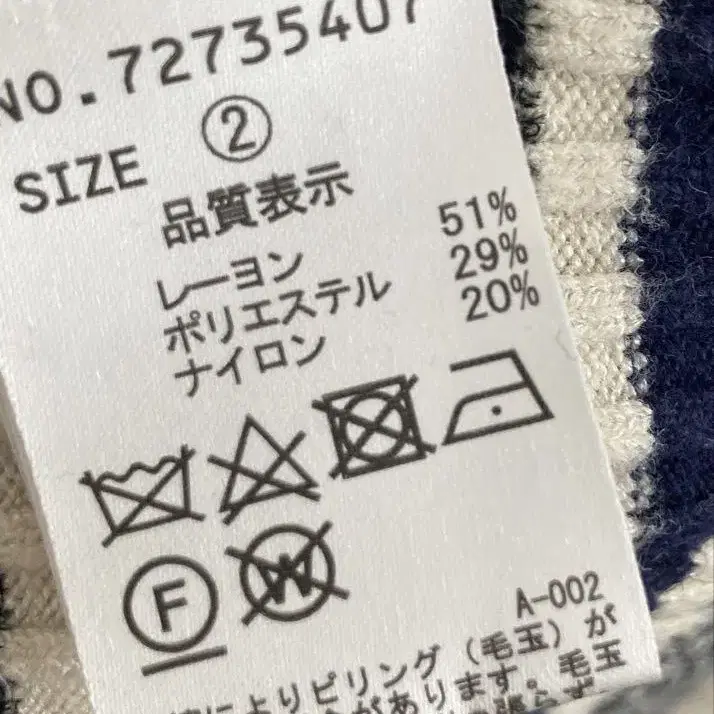 NO.72735407
SIZE ②
品質表示
レーヨン 51%
ポリエステル 29%
ナイロン 20%
F
W
A-002
によりピリング（毛玉）が
があります。毛玉